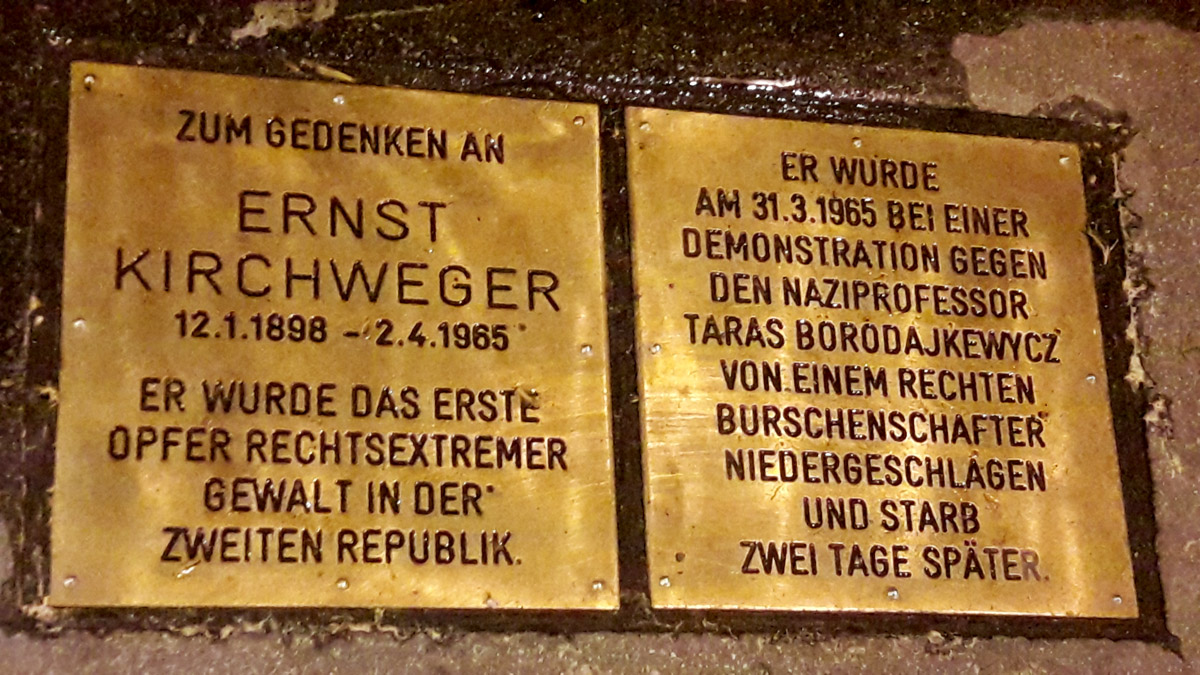 ZUM GEDENKEN AN
ERNST
KIRCHWEGER
12.1.1898 - 2.4.1965
ER WURDE DAS ERSTE
OPFER RECHTSEXTREMER
GEWALT IN DER
ZWEITEN REPUBLIK.
ER WURDE
AM 31.3.1965 BEI EINER
DEMONSTRATION GEGEN
DEN NAZIPROFESSOR
TARAS BORODAJKEWYCZ
VON EINEM RECHTEN
BURSCHENSCHAFTER
NIEDERGESCHLAGEN
UND STARB
ZWEI TAGE SPÄTER.